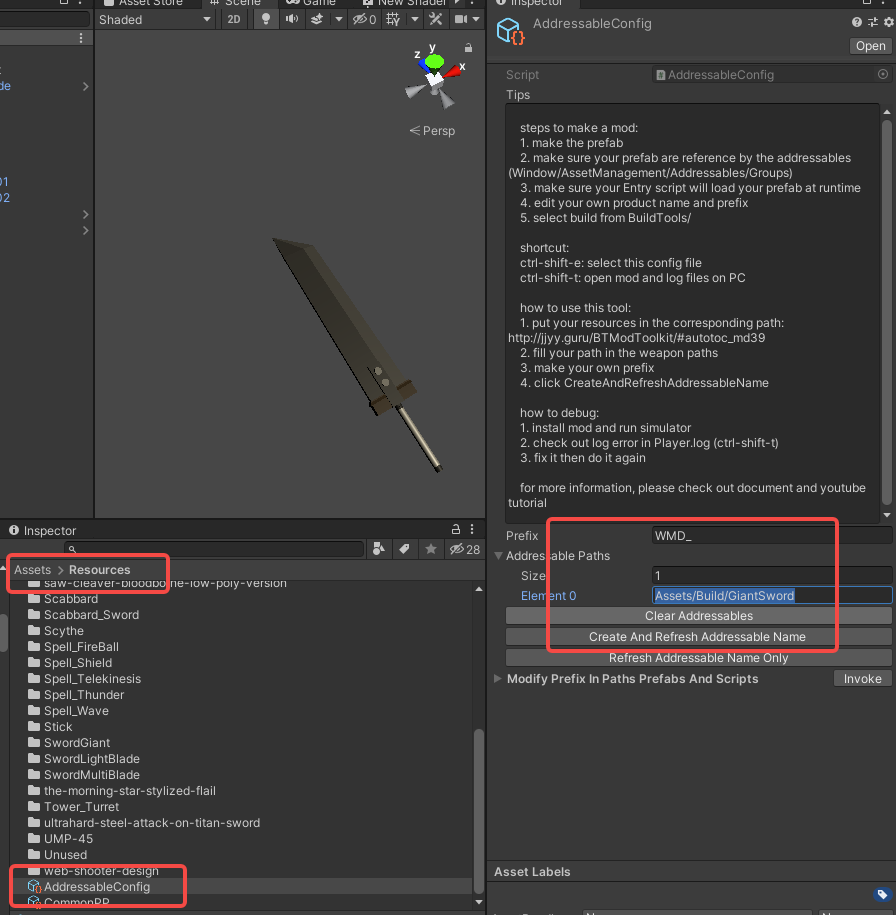 Asset Store
Scene
Game
New Shader
Shaded
2D
0
y
z
x
Persp
de
01
02
Inspector
28
Assets > Resources
saw-cleaver-bloodborne-low-poly-version
Scabbard
Scabbard_Sword
Scythe
Spell_FireBall
Spell_Shield
Spell_Telekinesis
Spell_Thunder
Spell_Wave
Stick
SwordGiant
SwordLightBlade
SwordMultiBlade
the-morning-star-stylized-flail
Tower_Turret
ultrahard-steel-attack-on-titan-sword
UMP-45
Unused
web-shooter-design
AddressableConfig
CommonPP
Inspector
AddressableConfig
Open
Script
AddressableConfig
Tips
steps to make a mod:
1. make the prefab
2. make sure your prefab are reference by the addressables
(Window/AssetManagement/Addressables/Groups)
3. make sure your Entry script will load your prefab at runtime
4. edit your own product name and prefix
5. select build from BuildTools/
shortcut:
ctrl-shift-e: select this config file
ctrl-shift-t: open mod and log files on PC
how to use this tool:
1. put your resources in the corresponding path:
http://jjyy.guru/BTModToolkit/#autotoc_md39
2. fill your path in the weapon paths
3. make your own prefab
4. click CreateAndRefreshAddressableName
how to debug:
1. install mod and run simulator
2. check out log error in Player.log (ctrl-shift-t)
3. fix it then do it again
for more information, please check out document and youtube
tutorial
Prefix
WMD_
Addressable Paths
Size
1
Element 0
Assets/Build/GiantSword
Clear Addressables
Create And Refresh Addressable Name
Refresh Addressable Name Only
Modify Prefix In Paths Prefabs And Scripts
Invoke
Asset Labels